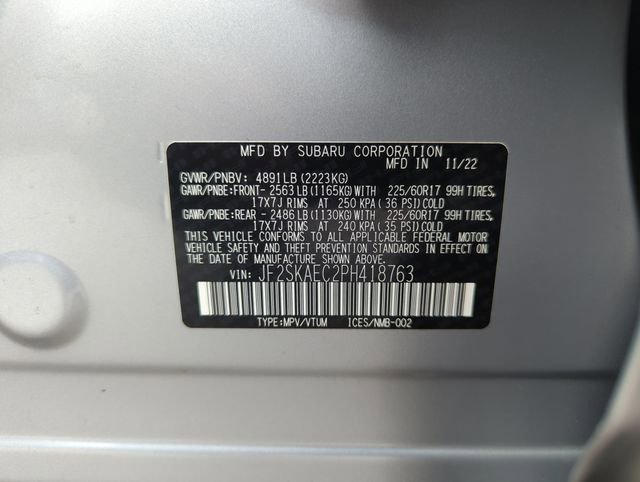 MFD BY SUBARU CORPORATION
MFD IN 11/22
GVWR/PNBV: 4891LB (2223KG)
GAWR/PNBE:FRONT- 2563 LB (1165KG) WITH 225/60R17 99H TIRES,
17X7J RIMS AT 250 KPA ( 36 PSI) COLD
GAWR/PNBE:REAR - 2486 LB (1130KG) WITH 225/60R17 99H TIRES,
17X7J RIMS AT 240 KPA ( 35 PSI) COLD
THIS VEHICLE CONFORMS TO ALL APPLICABLE FEDERAL MOTOR
VEHICLE SAFETY AND THEFT PREVENTION STANDARDS IN EFFECT ON
THE DATE OF MANUFACTURE SHOWN ABOVE.
VIN: JF2SKAEC2PH418763
TYPE:MPV/VTUM ICES/NMB-002